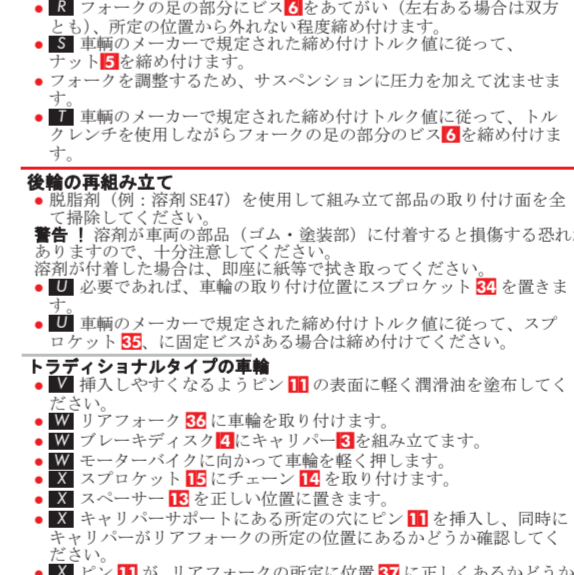 ● R フォークの足の部分にビス6をあてがい（左右ある場合は双方
とも）、所定の位置から外れない程度締め付けます。
● S 車輌のメーカーで規定された締め付けトルク値に従って、
ナット5を締め付けます。
● フォークを調整するため、サスペンションに圧力を加えて沈ませま
す。
● T 車輌のメーカーで規定された締め付けトルク値に従って、トル
クレンチを使用しながらフォークの足の部分のビス6を締め付けま
す。
後輪の再組み立て
● 脱脂剤（例：溶剤 SE47）を使用して組み立て部品の取り付け面を全
て掃除してください。
警告 ！ 溶剤が車両の部品（ゴム・塗装部）に付着すると損傷する恐れ
ありますので、十分注意してください。
溶剤が付着した場合は、即座に紙等で拭き取ってください。
● U 必要であれば、車輪の取り付け位置にスプロケット 34 を置きま
す。
● U 車輌のメーカーで規定された締め付けトルク値に従って、スプ
ロケット 35、に固定ビスがある場合は締め付けてください。
トラディショナルタイプの車輪
● V 挿入しやすくなるようピン 11 の表面に軽く潤滑油を塗布してく
ださい。
● W リアフォーク 36 に車輪を取り付けます。
● W ブレーキディスク4にキャリパー3を組み立てます。
● W モーターバイクに向かって車輪を軽く押します。
● X スプロケット 15 にチェーン 14 を取り付けます。
● X スペーサー 13 を正しい位置に置きます。
● X キャリパーサポートにある所定の穴にピン 11 を挿入し、同時に
キャリパーがリアフォークの所定の位置にあるかどうか確認してく
ださい。
● X ピン 11 が、リアフォークの所定に位置 37 に正しくあるかどうか